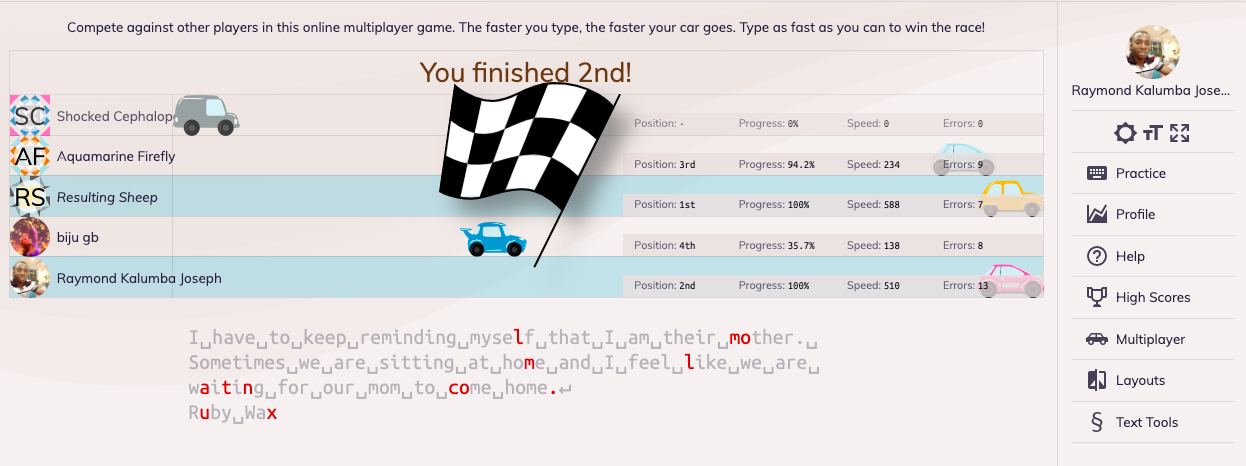 Compete against other players in this online multiplayer game. The faster you type, the faster your car goes. Type as fast as you can to win the race!
You finished 2nd!
SC Shocked Cephalop
Position: - Progress: 0% Speed: 0 Errors: 0
AF Aquamarine Firefly
Position: 3rd Progress: 94.2% Speed: 234 Errors: 9
RS Resulting Sheep
Position: 1st Progress: 100% Speed: 588 Errors: 7
biju gb
Position: 4th Progress: 35.7% Speed: 138 Errors: 8
Raymond Kalumba Joseph
Position: 2nd Progress: 100% Speed: 510 Errors: 13
I␣have␣to␣keep␣reminding␣myself␣that␣I␣am␣their␣mother.␣
Sometimes␣we␣are␣sitting␣at␣home␣and␣I␣feel␣like␣we␣are␣
waiting␣for␣our␣mom␣to␣come␣home.↵
Ruby␣Wax
Raymond Kalumba Jose...
Practice
Profile
Help
High Scores
Multiplayer
Layouts
§ Text Tools